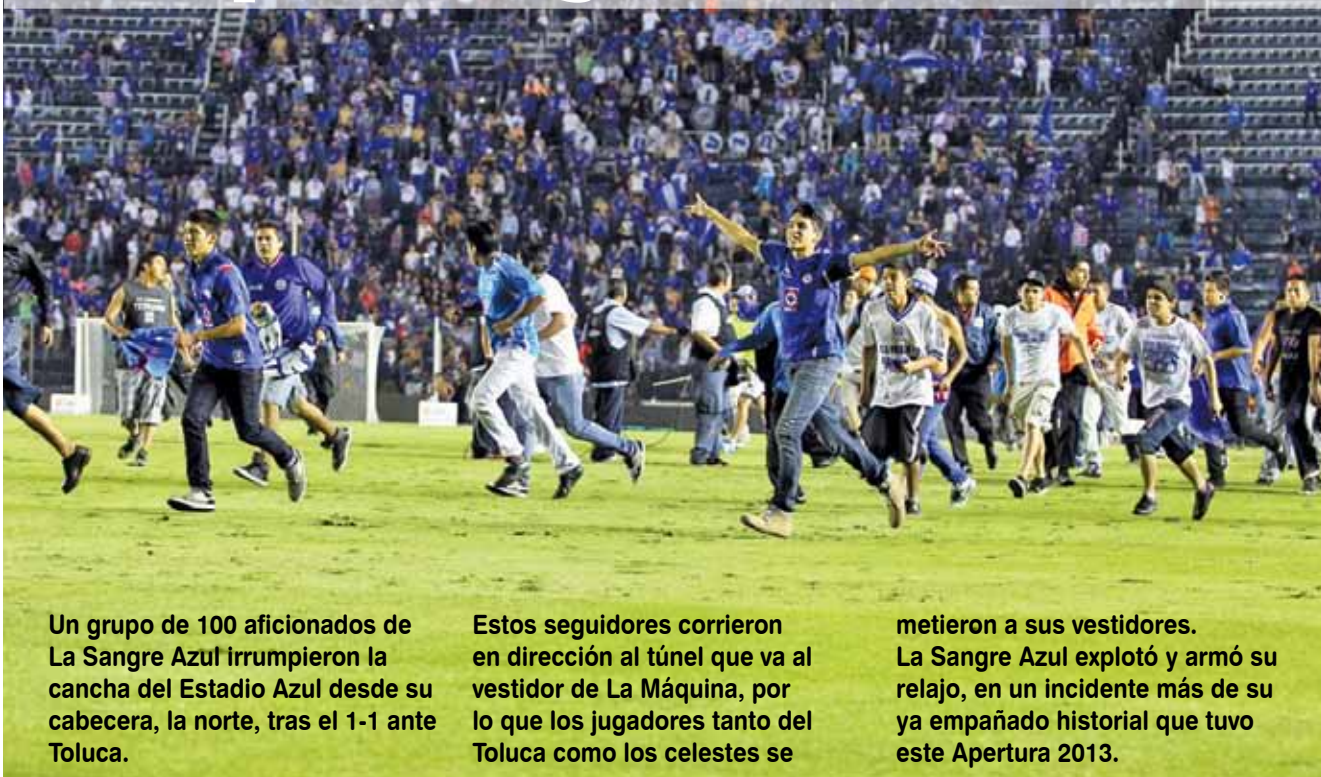 Un grupo de 100 aficionados de
La Sangre Azul irrumpieron la
cancha del Estadio Azul desde su
cabecera, la norte, tras el 1-1 ante
Toluca.
Estos seguidores corrieron
en dirección al túnel que va al
vestidor de La Máquina, por
lo que los jugadores tanto del
Toluca como los celestes se
metieron a sus vestidores.
La Sangre Azul explotó y armó su
relajo, en un incidente más de su
ya empañado historial que tuvo
este Apertura 2013.